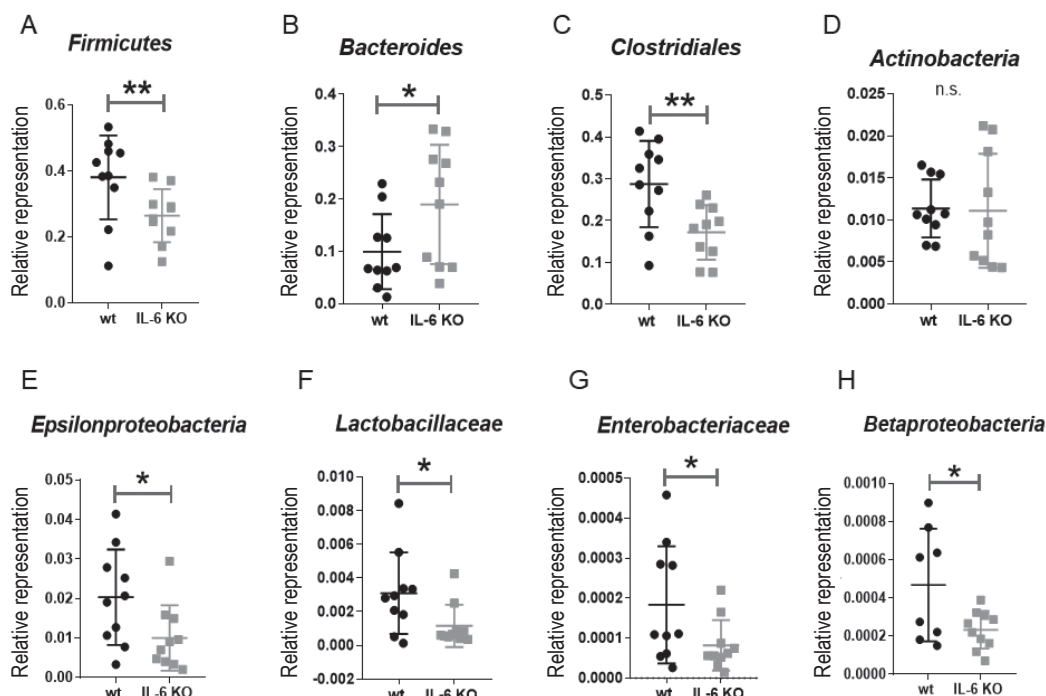 A
Firmicutes
**
Relative representation
0.6
0.4
0.2
0.0
wt IL-6 KO
B
Bacteroides
*
Relative representation
0.4
0.3
0.2
0.1
0.0
wt IL-6 KO
C
Clostridiales
**
Relative representation
0.5
0.4
0.3
0.2
0.1
0.0
wt IL-6 KO
D
Actinobacteria
n.s.
Relative representation
0.025
0.020
0.015
0.010
0.005
0.000
wt IL-6 KO
E
Epsilonproteobacteria
*
Relative representation
0.05
0.04
0.03
0.02
0.01
0.00
wt IL-6 KO
F
Lactobacillaceae
*
Relative representation
0.010
0.008
0.006
0.004
0.002
0.000
-0.002
wt IL-6 KO
G
Enterobacteriaceae
*
Relative representation
0.0005
0.0004
0.0003
0.0002
0.0001
0.0000
wt IL-6 KO
H
Betaproteobacteria
*
Relative representation
0.0010
0.0008
0.0006
0.0004
0.0002
0.0000
wt IL-6 KO